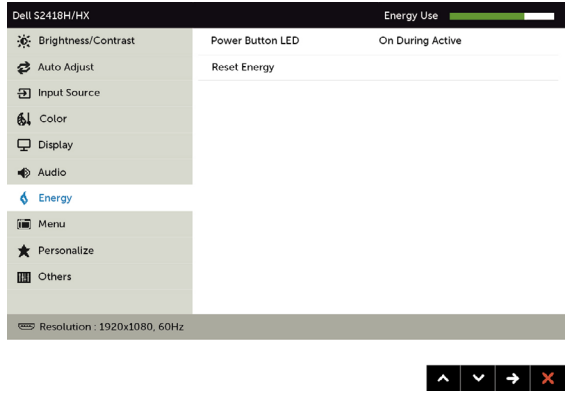 Dell S2418H/HX Energy Use
Brightness/Contrast Power Button LED On During Active
Auto Adjust Reset Energy
Input Source
Color
Display
Audio
Energy
Menu
Personalize
Others
Resolution : 1920x1080, 60Hz